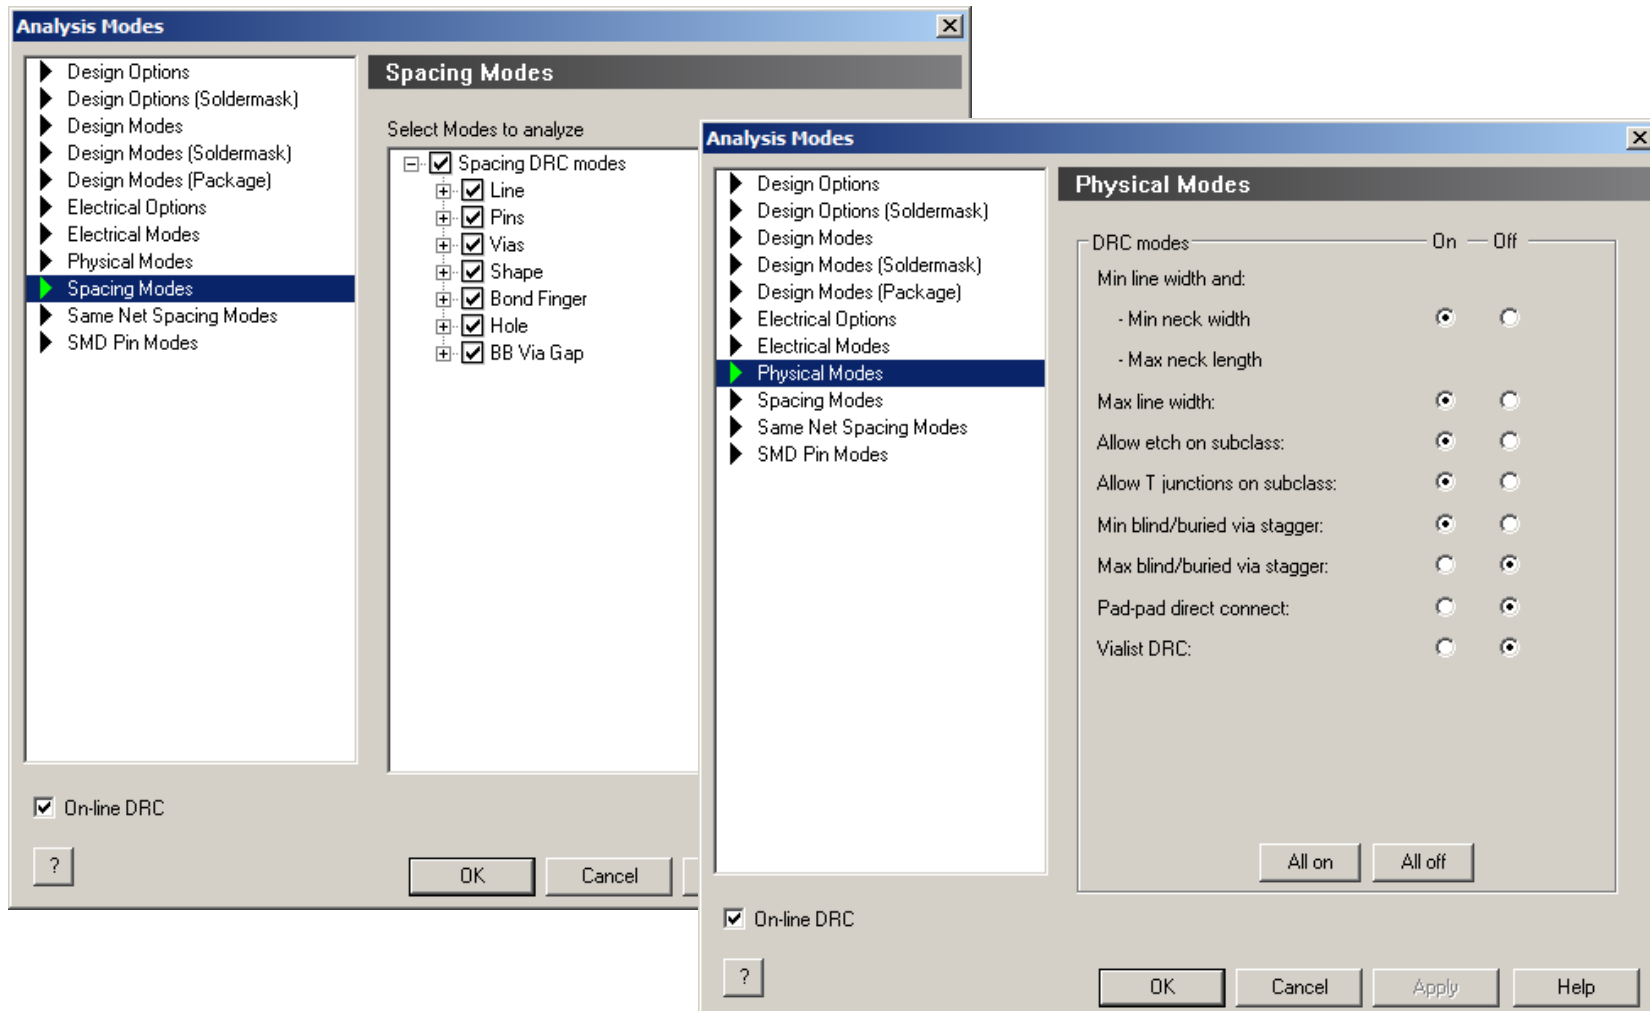 Analysis Modes
Design Options
Design Options (Soldermask)
Design Modes
Design Modes (Soldermask)
Design Modes (Package)
Electrical Options
Electrical Modes
Physical Modes
Spacing Modes
Same Net Spacing Modes
SMD Pin Modes
Spacing Modes
Select Modes to analyze
Spacing DRC modes
Line
Pins
Vias
Shape
Bond Finger
Hole
BB Via Gap
On-line DRC
?
OK
Cancel
Analysis Modes
Design Options
Design Options (Soldermask)
Design Modes
Design Modes (Soldermask)
Design Modes (Package)
Electrical Options
Electrical Modes
Physical Modes
Spacing Modes
Same Net Spacing Modes
SMD Pin Modes
Physical Modes
DRC modes On Off
Min line width and:
- Min neck width
- Max neck length
Max line width:
Allow etch on subclass:
Allow T junctions on subclass:
Min blind/buried via stagger:
Max blind/buried via stagger:
Pad-pad direct connect:
Vialist DRC:
All on
All off
On-line DRC
?
OK
Cancel
Apply
Help